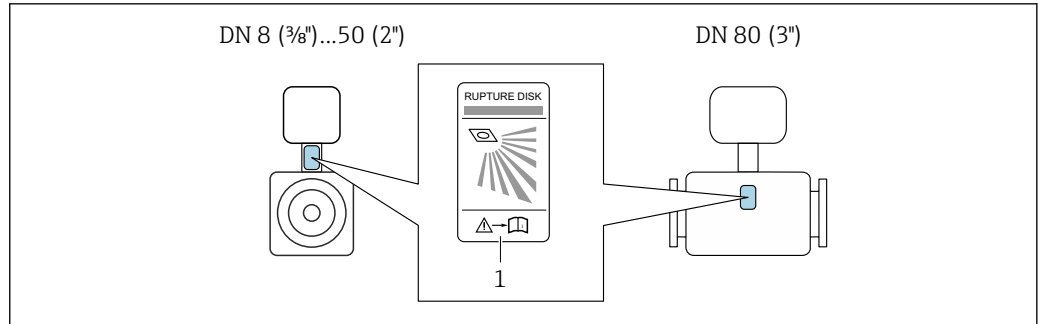 DN 8 (⅜")...50 (2")
DN 80 (3")
RUPTURE DISK
i
1